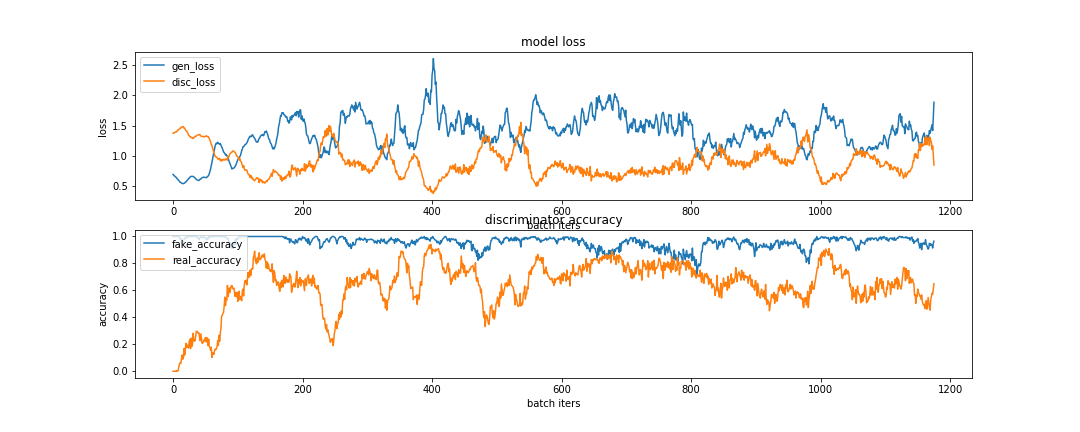 model loss
2.5
2.0
1.5
1.0
0.5
loss
gen_loss
disc_loss
0 200 400 600 800 1000 1200
batch iters
discriminator accuracy
1.0
0.8
0.6
0.4
0.2
0.0
accuracy
fake_accuracy
real_accuracy
0 200 400 600 800 1000 1200
batch iters